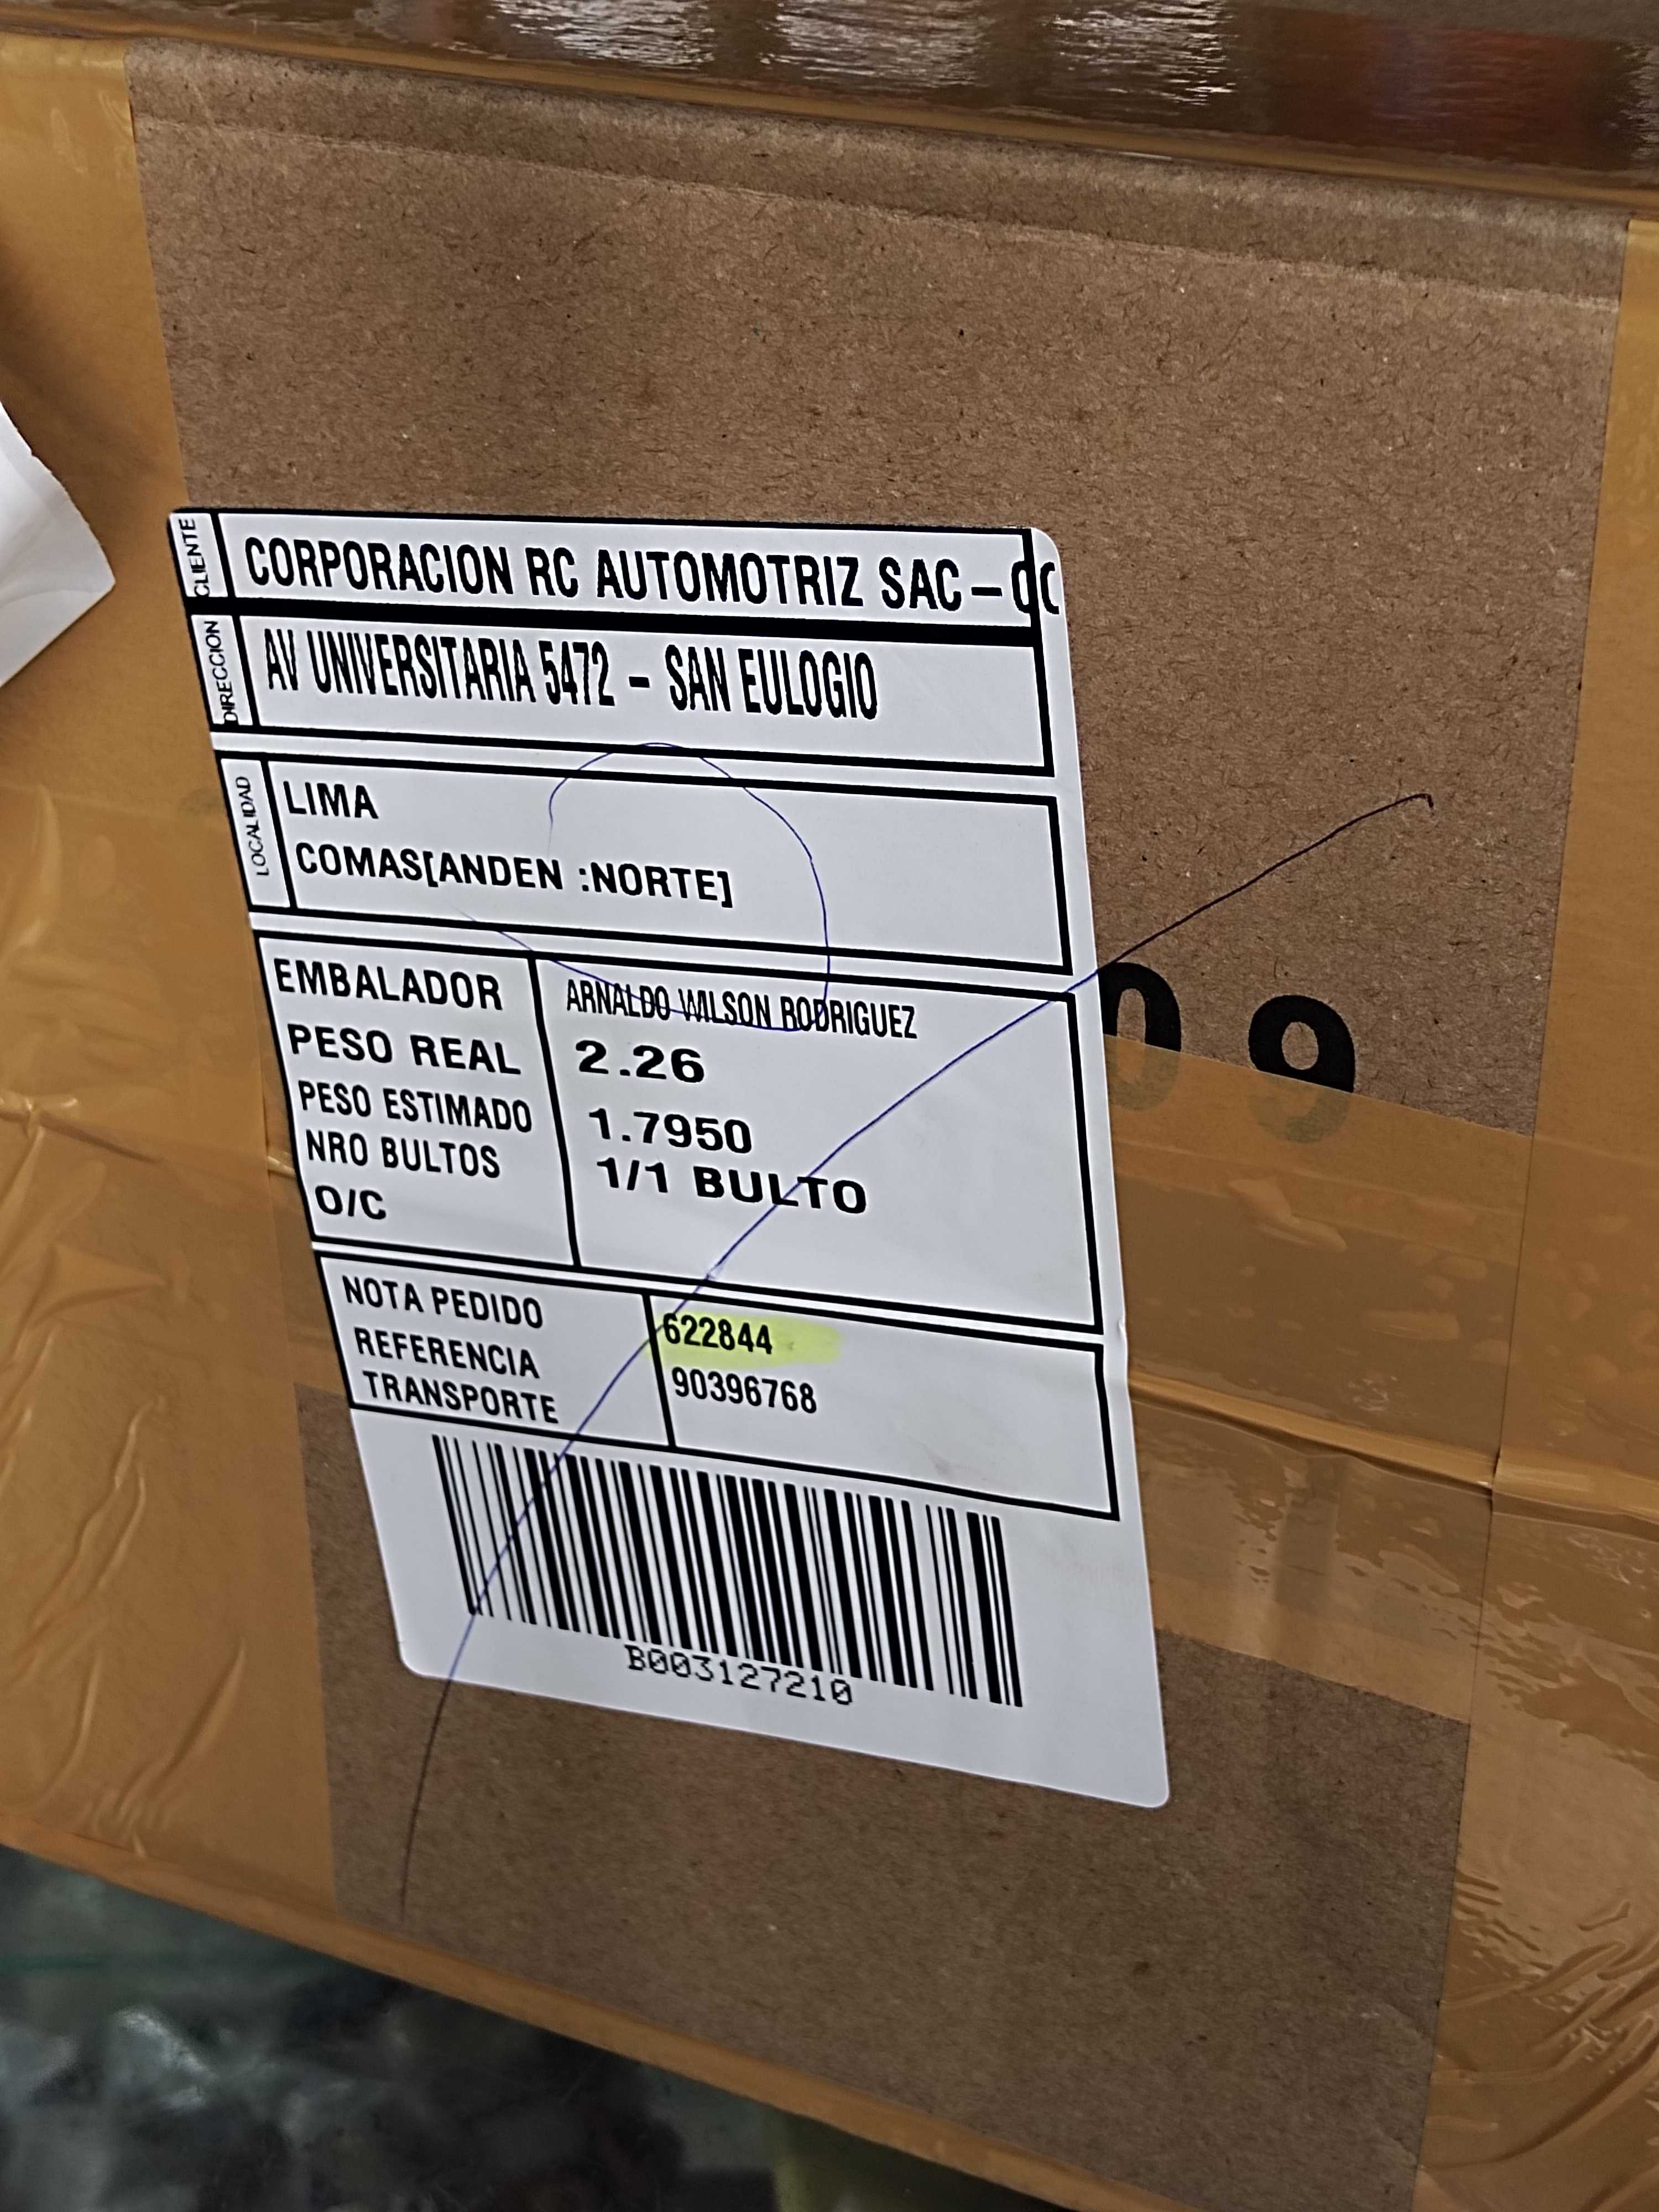 CLIENTE
CORPORACION RC AUTOMOTRIZ SAC -
DIRECCION
AV UNIVERSITARIA 5472 - SAN EULOGIO
LOCALIDAD
LIMA
COMAS[ANDEN :NORTE]
EMBALADOR ARNALDO WILSON RODRIGUEZ
PESO REAL 2.26
PESO ESTIMADO 1.7950
NRO BULTOS 1/1 BULTO
O/C
NOTA PEDIDO 622844
REFERENCIA 90396768
TRANSPORTE
B003127210
09